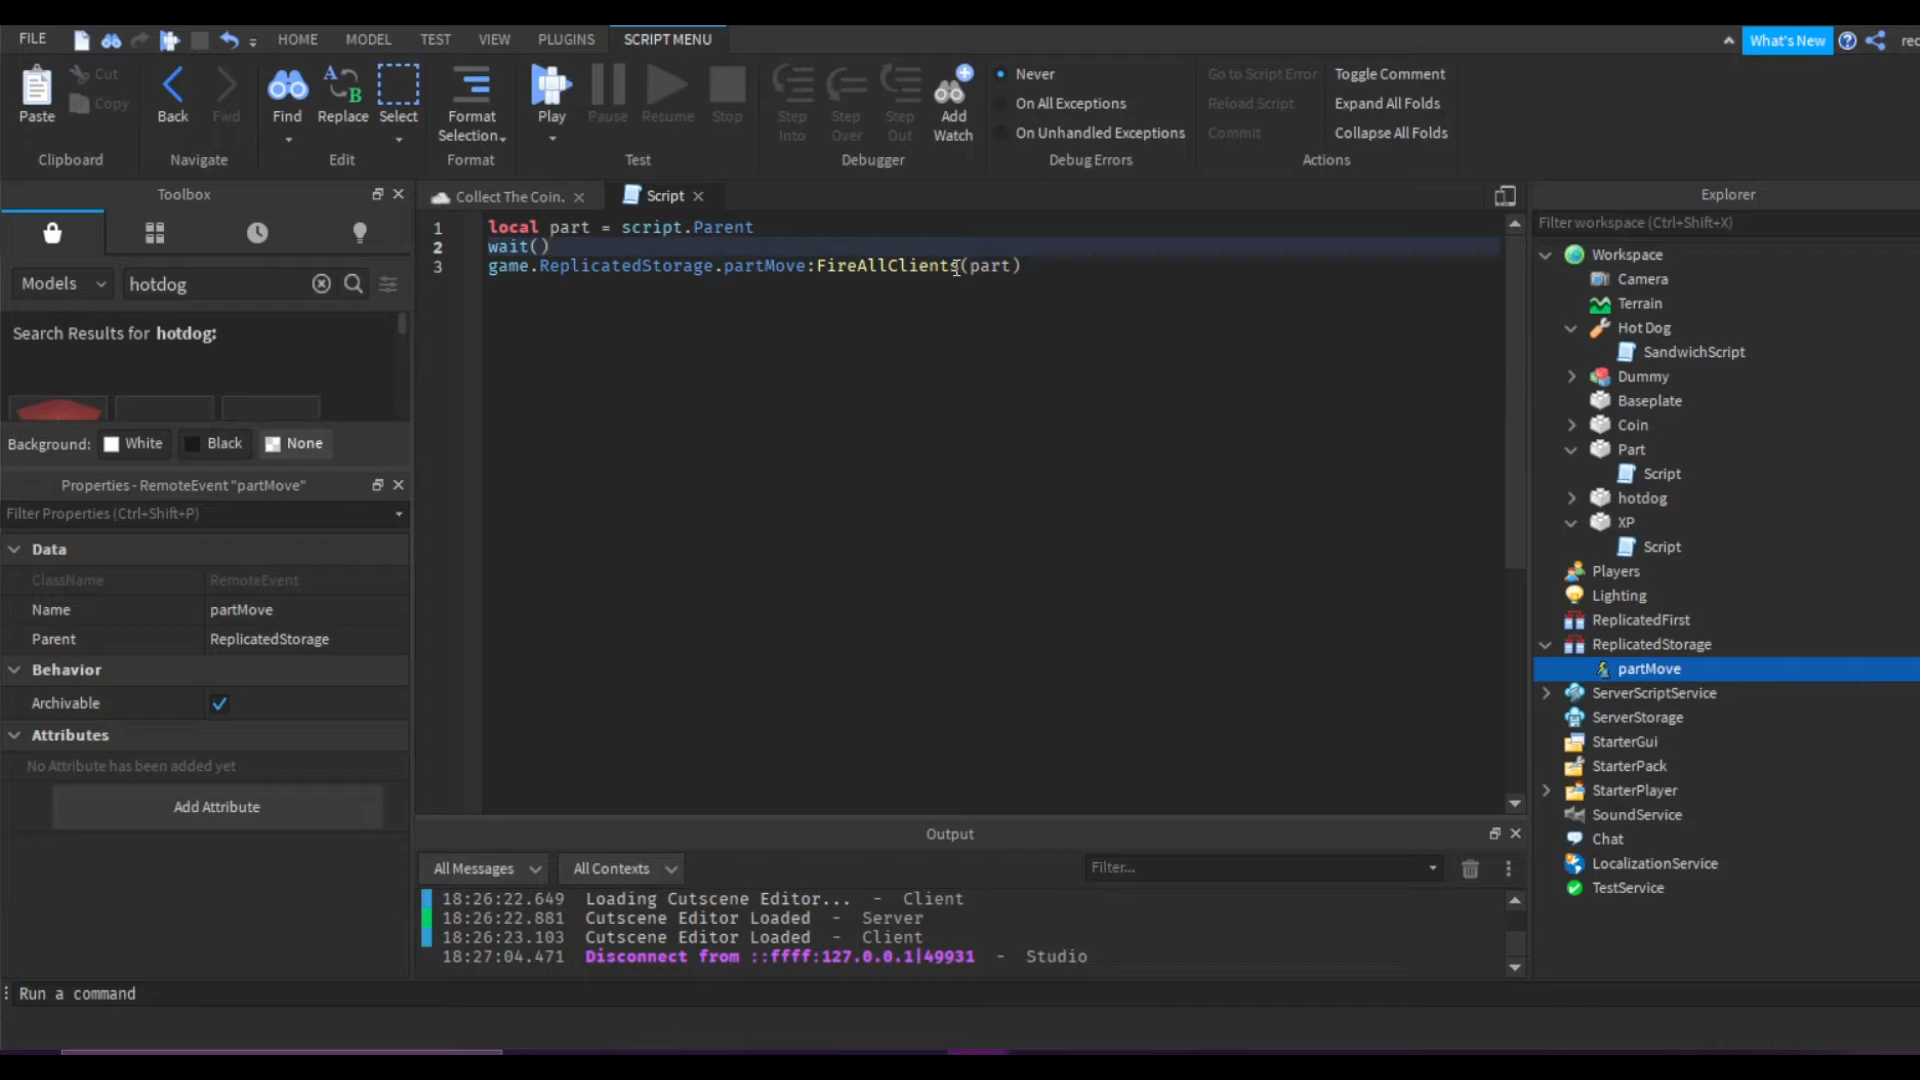 FILE
HOME
MODEL
TEST
VIEW
PLUGINS
SCRIPT MENU
What's New
rec
Paste
Cut
Copy
Clipboard
Back
Fwd
Navigate
Find
Replace
Select
Edit
Format
Selection
Format
Play
Pause
Resume
Stop
Test
Step
Into
Step
Over
Step
Out
Add
Watch
Debugger
Never
On All Exceptions
On Unhandled Exceptions
Debug Errors
Go to Script Error
Reload Script
Commit
Toggle Comment
Expand All Folds
Collapse All Folds
Actions
Toolbox
Models
hotdog
Search Results for hotdog:
Background: White Black None
Properties - RemoteEvent "partMove"
Filter Properties (Ctrl+Shift+P)
Data
ClassName RemoteEvent
Name partMove
Parent ReplicatedStorage
Behavior
Archivable
Attributes
No Attribute has been added yet
Add Attribute
Collect The Coin.
Script
1 local part = script.Parent
2 wait()
3 game.ReplicatedStorage.partMove:FireAllClients(part)
Output
All Messages
All Contexts
Filter...
18:26:22.649 Loading Cutscene Editor... - Client
18:26:22.881 Cutscene Editor Loaded - Server
18:26:23.103 Cutscene Editor Loaded - Client
18:27:04.471 Disconnect from ::ffff:127.0.0.1|49931 - Studio
Run a command
Explorer
Filter workspace (Ctrl+Shift+X)
Workspace
Camera
Terrain
Hot Dog
SandwichScript
Dummy
Baseplate
Coin
Part
Script
hotdog
XP
Script
Players
Lighting
ReplicatedFirst
ReplicatedStorage
partMove
ServerScriptService
ServerStorage
StarterGui
StarterPack
StarterPlayer
SoundService
Chat
LocalizationService
TestService